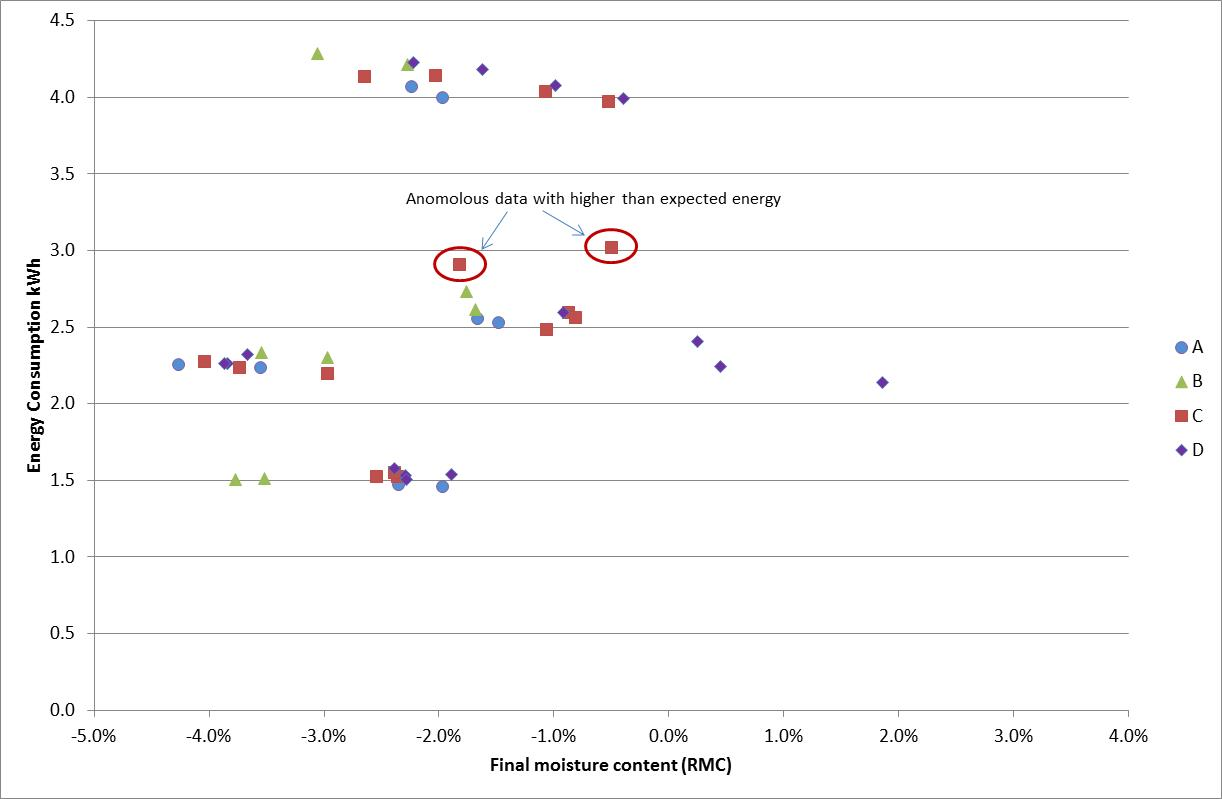 4.5
4.0
3.5
Anomolous data with higher than expected energy
3.0
2.5
2.0
1.5
1.0
0.5
0.0
Energy Consumption kWh
A
B
C
D
-5.0% -4.0% -3.0% -2.0% -1.0% 0.0% 1.0% 2.0% 3.0% 4.0%
Final moisture content (RMC)